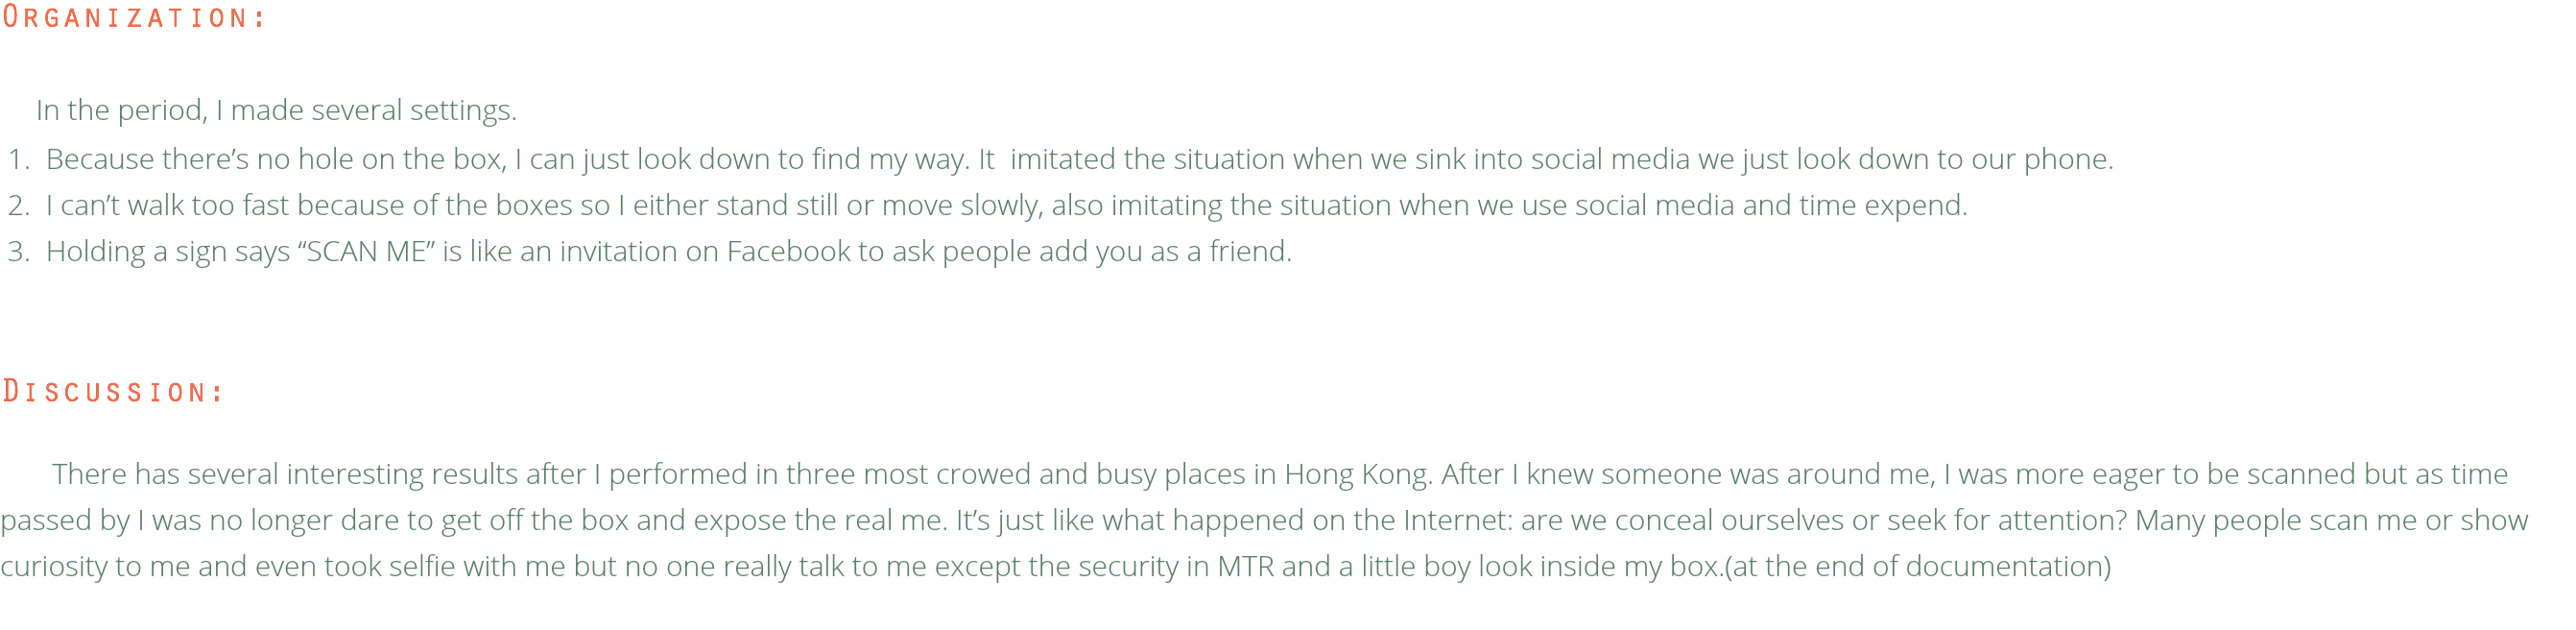 ORGANIZATION:
In the period, I made several settings.
1. Because there’s no hole on the box, I can just look down to find my way. It  imitated the situation when we sink into social media we just look down to our phone.
2. I can’t walk too fast because of the boxes so I either stand still or move slowly, also imitating the situation when we use social media and time expend.
3. Holding a sign says “SCAN ME” is like an invitation on Facebook to ask people add you as a friend.
DISCUSSION:
There has several interesting results after I performed in three most crowed and busy places in Hong Kong. After I knew someone was around me, I was more eager to be scanned but as time
passed by I was no longer dare to get off the box and expose the real me. It’s just like what happened on the Internet: are we conceal ourselves or seek for attention? Many people scan me or show
curiosity to me and even took selfie with me but no one really talk to me except the security in MTR and a little boy look inside my box.(at the end of documentation)